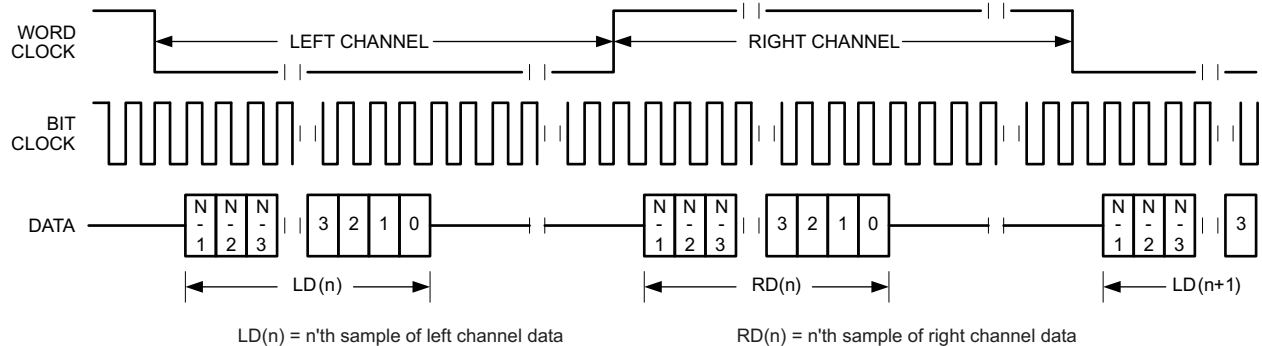 WORD
CLOCK
LEFT CHANNEL
RIGHT CHANNEL
BIT
CLOCK
DATA
N-1 N-2 N-3 3 2 1 0 N-1 N-2 N-3 3 2 1 0 N-1 N-2 N-3 3
LD(n) RD(n) LD(n+1)
LD(n) = n'th sample of left channel data
RD(n) = n'th sample of right channel data